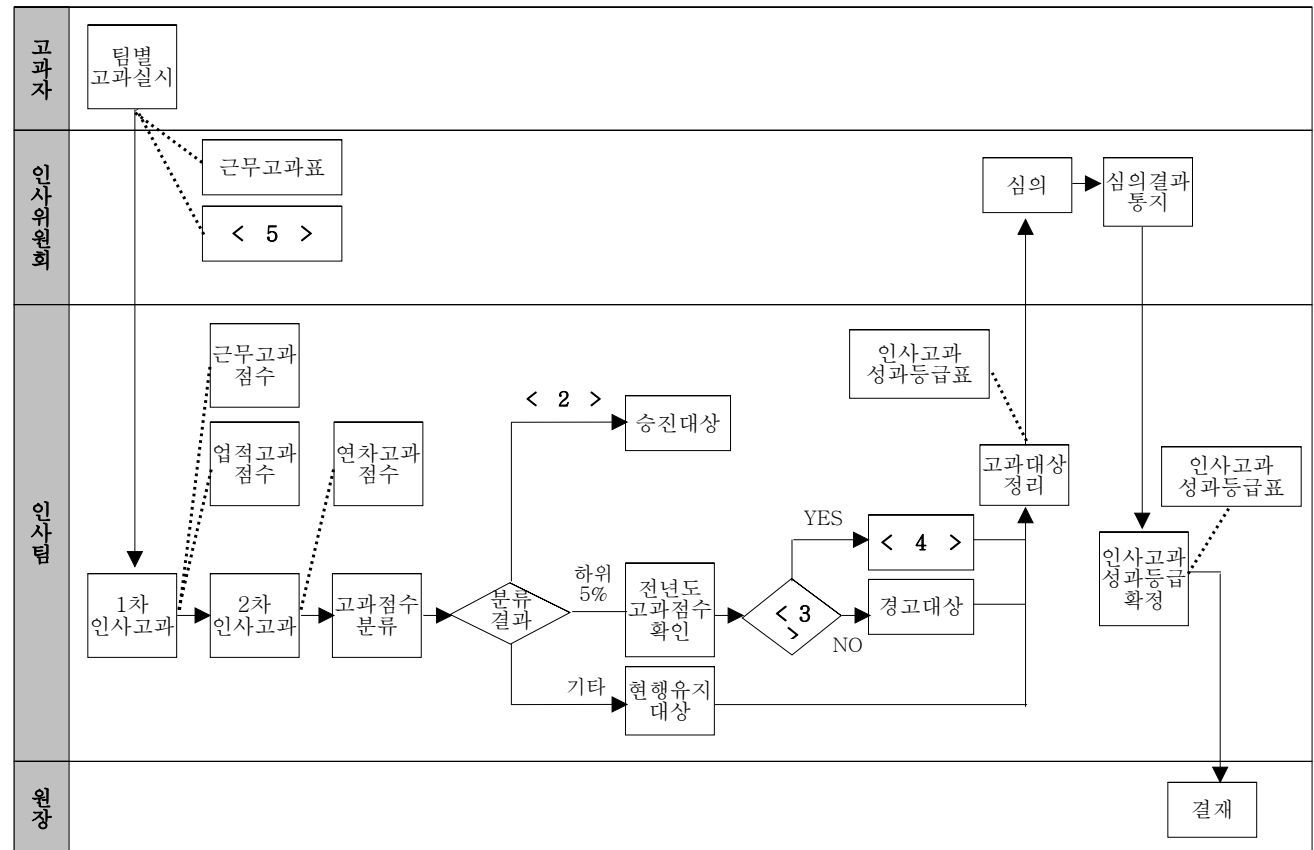 고과자
팀별
고과실시
인사위원회
근무고과표
< 5 >
심의
심의결과
통지
인사팀
근무고과
점수
업적고과
점수
연차고과
점수
1차
인사고과
2차
인사고과
고과점수
분류
분류
결과
< 2 >
승진대상
하위
5%
전년도
고과점수
확인
기타
현행유지
대상
< 3
>
YES
< 4 >
NO
경고대상
인사고과
성과등급표
고과대상
정리
인사고과
성과등급표
인사고과
성과등급
확정
원장
결재